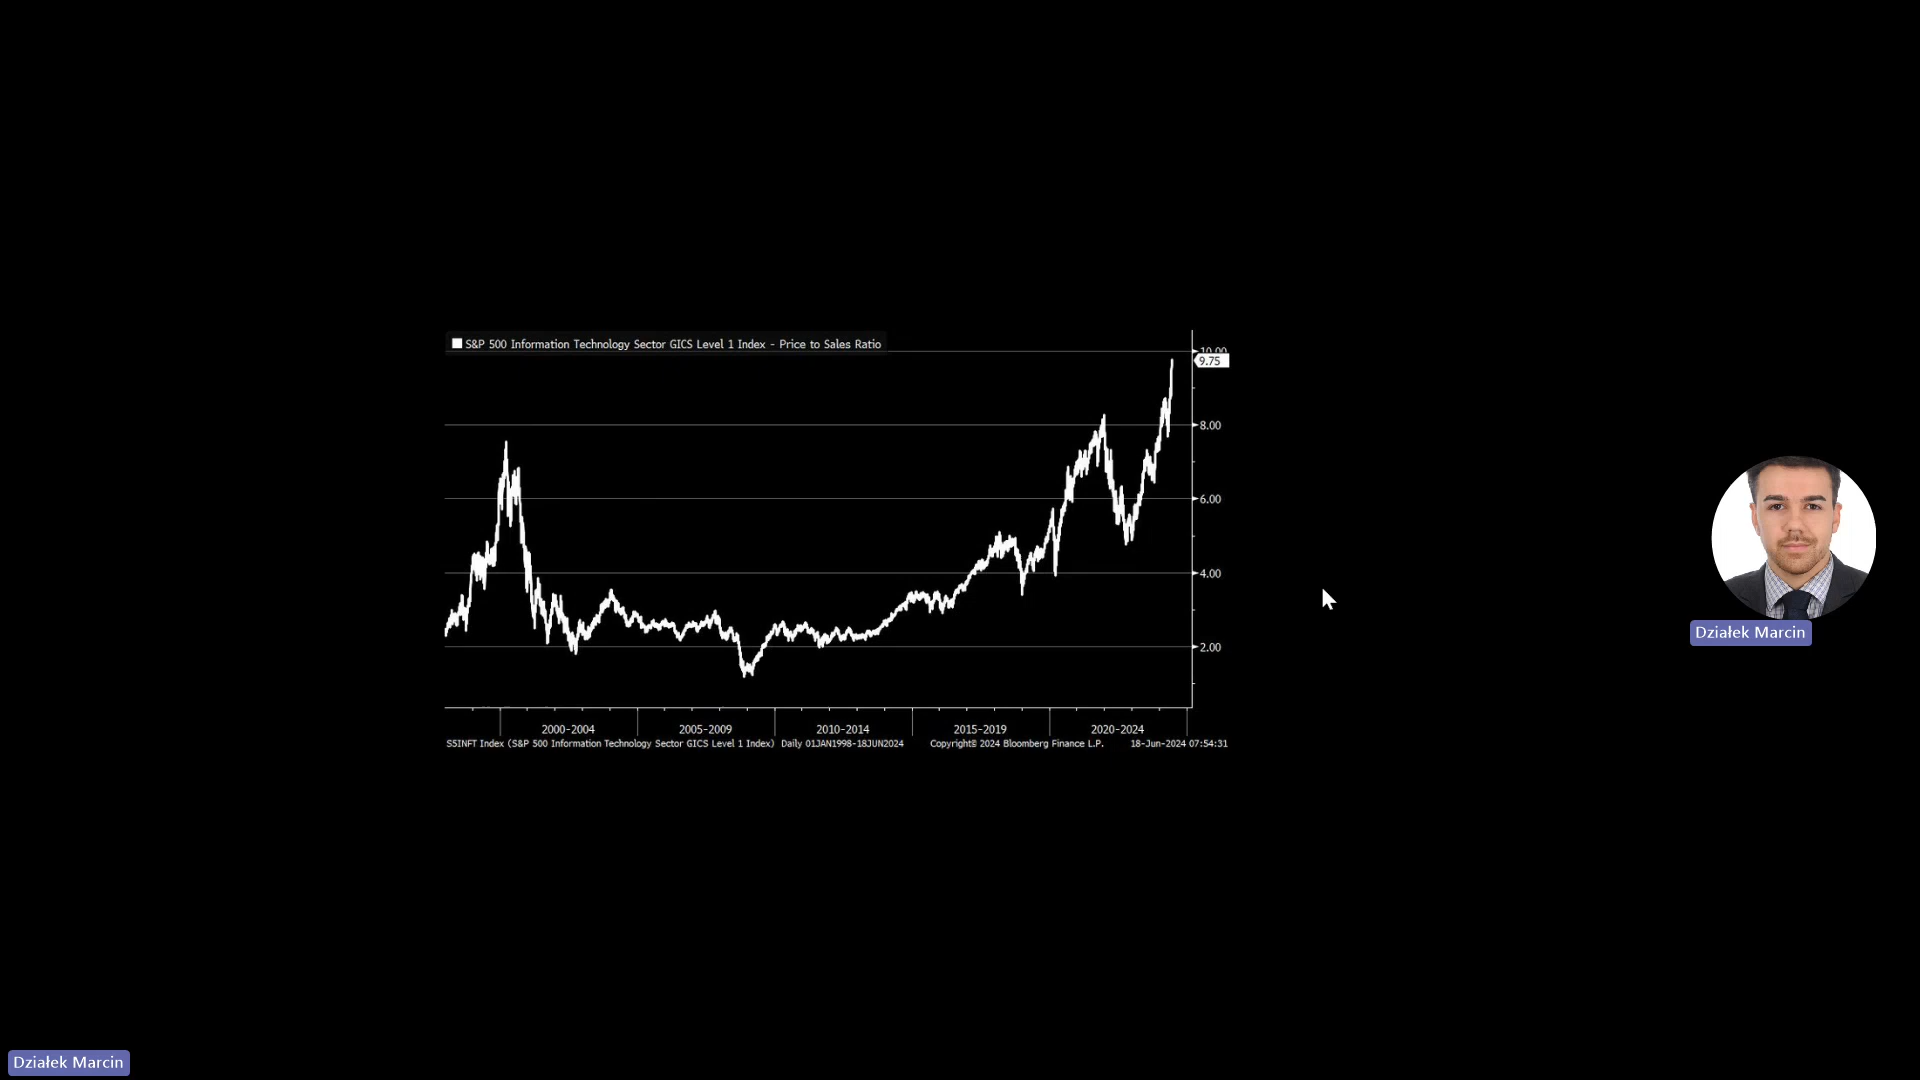 S&P 500 Information Technology Sector GICS Level 1 Index - Price to Sales Ratio
10.00
9.75
8.00
6.00
4.00
2.00
2000-2004 2005-2009 2010-2014 2015-2019 2020-2024
S5INFT Index (S&P 500 Information Technology Sector GICS Level 1 Index) Daily 01JAN1998-18JUN2024 Copyright© 2024 Bloomberg Finance L.P. 18-Jun-2024 07:54:31
Działek Marcin
Działek Marcin